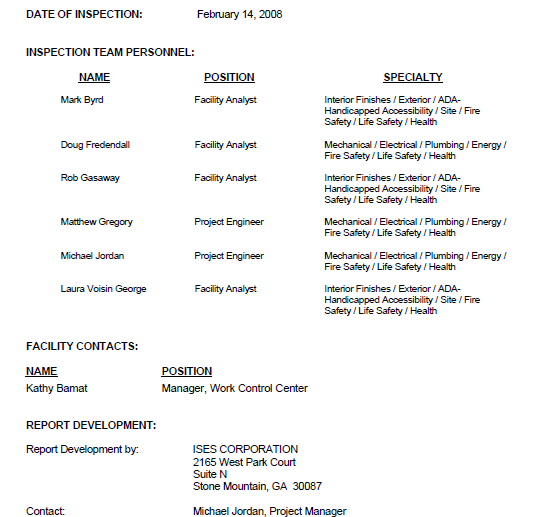 DATE OF INSPECTION: February 14, 2008
INSPECTION TEAM PERSONNEL:
NAME POSITION SPECIALTY
Mark Byrd Facility Analyst Interior Finishes / Exterior / ADA-
Handicapped Accessibility / Site / Fire
Safety / Life Safety / Health
Doug Fredendall Facility Analyst Mechanical / Electrical / Plumbing / Energy /
Fire Safety / Life Safety / Health
Rob Gasaway Facility Analyst Interior Finishes / Exterior / ADA-
Handicapped Accessibility / Site / Fire
Safety / Life Safety / Health
Matthew Gregory Project Engineer Mechanical / Electrical / Plumbing / Energy /
Fire Safety / Life Safety / Health
Michael Jordan Project Engineer Mechanical / Electrical / Plumbing / Energy /
Fire Safety / Life Safety / Health
Laura Voisin George Facility Analyst Interior Finishes / Exterior / ADA-
Handicapped Accessibility / Site / Fire
Safety / Life Safety / Health
FACILITY CONTACTS:
NAME POSITION
Kathy Bamat Manager, Work Control Center
REPORT DEVELOPMENT:
Report Development by: ISES CORPORATION
2165 West Park Court
Suite N
Stone Mountain, GA 30087
Contact: Michael Jordan, Project Manager